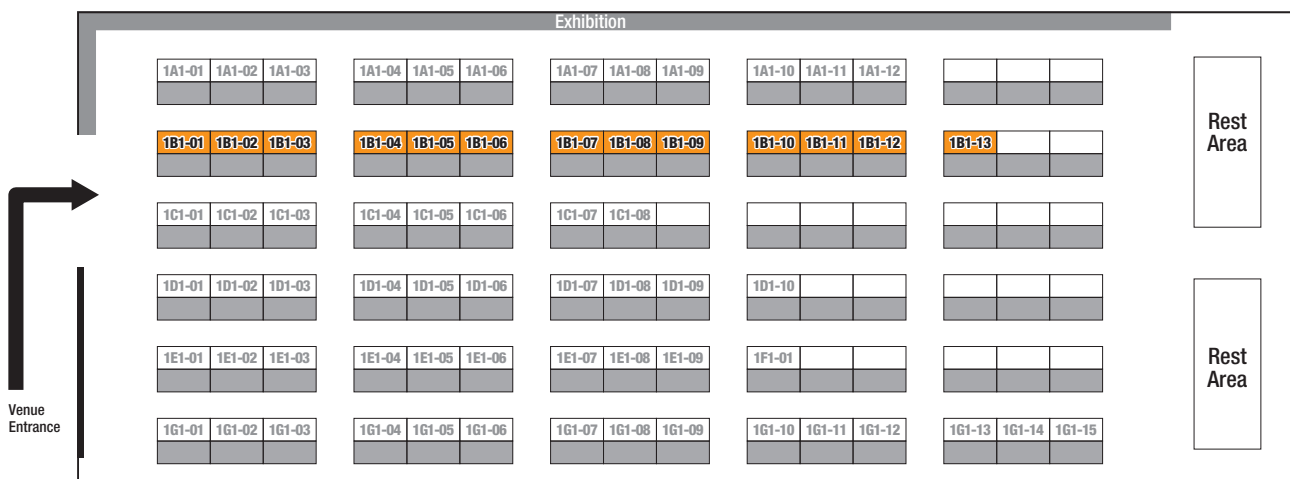 Exhibition
1A1-01 1A1-02 1A1-03 1A1-04 1A1-05 1A1-06 1A1-07 1A1-08 1A1-09 1A1-10 1A1-11 1A1-12
1B1-01 1B1-02 1B1-03 1B1-04 1B1-05 1B1-06 1B1-07 1B1-08 1B1-09 1B1-10 1B1-11 1B1-12 1B1-13
Rest
Area
1C1-01 1C1-02 1C1-03 1C1-04 1C1-05 1C1-06 1C1-07 1C1-08
1D1-01 1D1-02 1D1-03 1D1-04 1D1-05 1D1-06 1D1-07 1D1-08 1D1-09 1D1-10
1E1-01 1E1-02 1E1-03 1E1-04 1E1-05 1E1-06 1E1-07 1E1-08 1E1-09 1F1-01
Rest
Area
Venue
Entrance
1G1-01 1G1-02 1G1-03 1G1-04 1G1-05 1G1-06 1G1-07 1G1-08 1G1-09 1G1-10 1G1-11 1G1-12 1G1-13 1G1-14 1G1-15